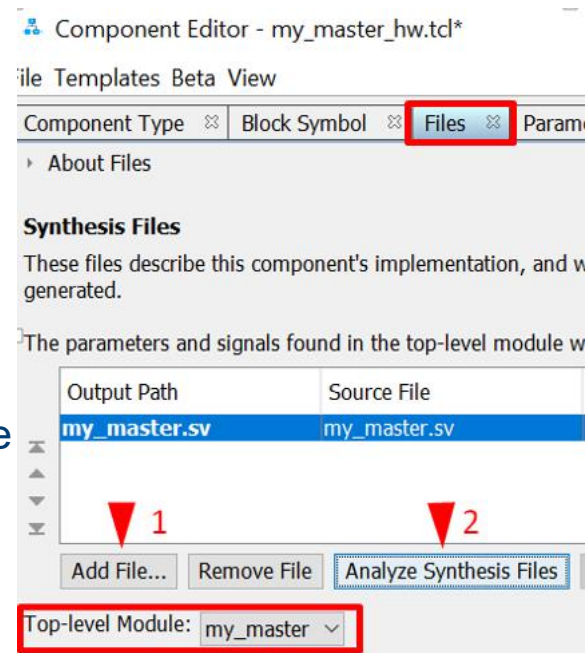 Component Editor - my_master_hw.tcl*
File Templates Beta View
Component Type Block Symbol Files Param
About Files
Synthesis Files
These files describe this component's implementation, and w
generated.
The parameters and signals found in the top-level module w
Output Path Source File
my_master.sv my_master.sv
e
1 2
Add File... Remove File Analyze Synthesis Files
Top-level Module: my_master